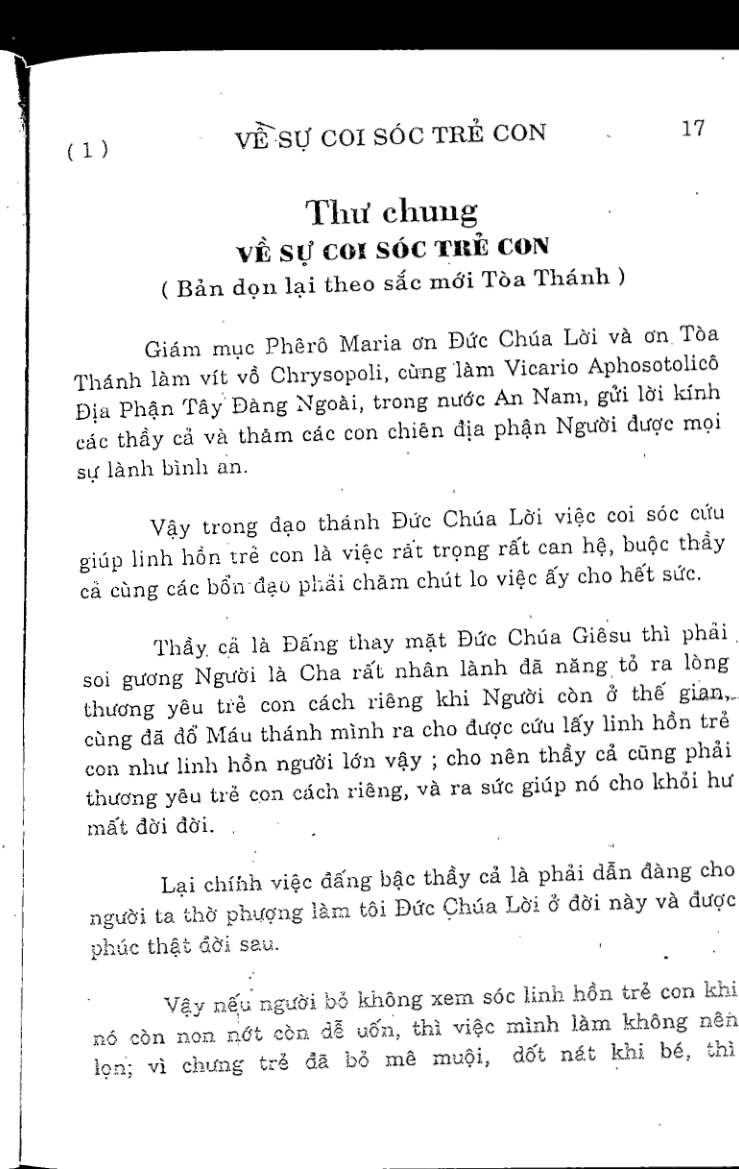 (1) VỀ SỰ COI SÓC TRẺ CON 17
Thư chung
VỀ SỰ COI SÓC TRẺ CON
( Bản dọn lại theo sắc mới Tòa Thánh )
Giám mục Phêrô Maria ơn Đức Chúa Lời và ơn Tòa
Thánh làm vít vồ Chrysopoli, cùng làm Vicario Aphosotolicô
Địa Phận Tây Đàng Ngoài, trong nước An Nam, gửi lời kính
các thầy cả và thăm các con chiên địa phận Người được mọi
sự lành bình an.
Vậy trong đạo thánh Đức Chúa Lời việc coi sóc cứu
giúp linh hồn trẻ con là việc rất trọng rất can hệ, buộc thầy
cả cùng các bổn đạo phải chăm chút lo việc ấy cho hết sức.
Thầy cả là Đấng thay mặt Đức Chúa Giêsu thì phải
soi gương Người là Cha rất nhân lành đã năng tỏ ra lòng
thương yêu trẻ con cách riêng khi Người còn ở thế gian,
cùng đã đổ Máu thánh mình ra cho được cứu lấy linh hồn trẻ
con như linh hồn người lớn vậy ; cho nên thầy cả cũng phải
thương yêu trẻ con cách riêng, và ra sức giúp nó cho khỏi hư
mất đời đời.
Lại chính việc đấng bậc thầy cả là phải dẫn đàng cho
người ta thờ phượng làm tôi Đức Chúa Lời ở đời này và được
phúc thật đời sau.
Vậy nếu người bỏ không xem sóc linh hồn trẻ con khi
nó còn non nớt còn dễ uốn, thì việc mình làm không nên
lọn; vì chưng trẻ đã bỏ mê muội, dốt nát khi bé, thì